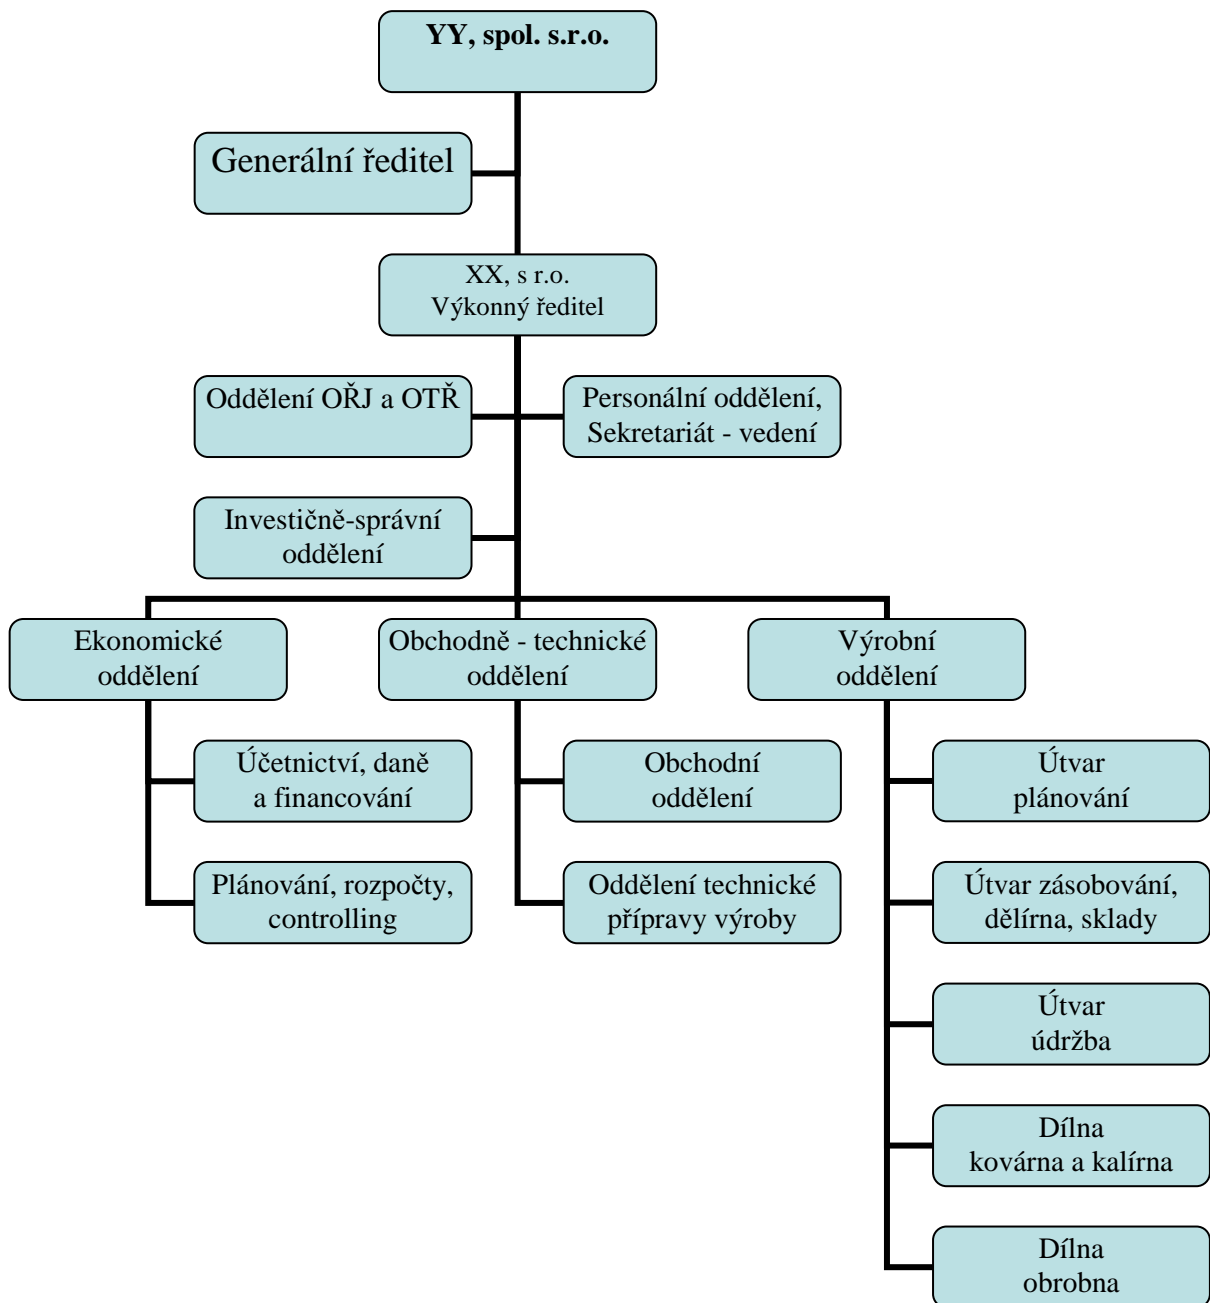 YY, spol. s.r.o.
Generální ředitel
XX, s r.o.
Výkonný ředitel
Oddělení OŘJ a OTŘ
Personální oddělení,
Sekretariát - vedení
Investičně-správní
oddělení
Ekonomické
oddělení
Obchodně - technické
oddělení
Výrobní
oddělení
Účetnictví, daně
a financování
Obchodní
oddělení
Útvar
plánování
Plánování, rozpočty,
controlling
Oddělení technické
přípravy výroby
Útvar zásobování,
dělírna, sklady
Útvar
údržba
Dílna
kovárna a kalírna
Dílna
obrobna